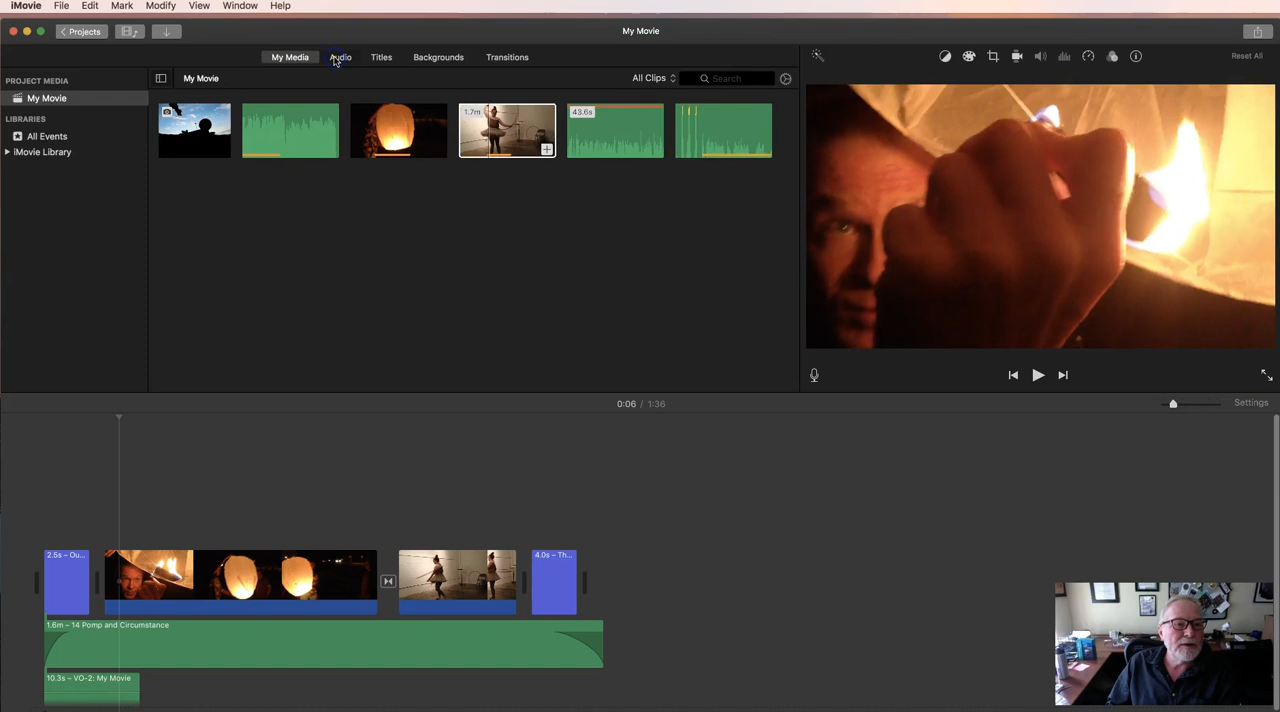 iMovie File Edit Mark Modify View Window Help
Projects My Movie
My Media Audio Titles Backgrounds Transitions Reset All
PROJECT MEDIA
My Movie
LIBRARIES
All Events
iMovie Library
My Movie All Clips Search
1.7m
43.6s
0:06 / 1:36 Settings
2.5s – Ou...
4.0s – Th...
1.6m – 14 Pomp and Circumstance
10.3s – VO-2: My Movie